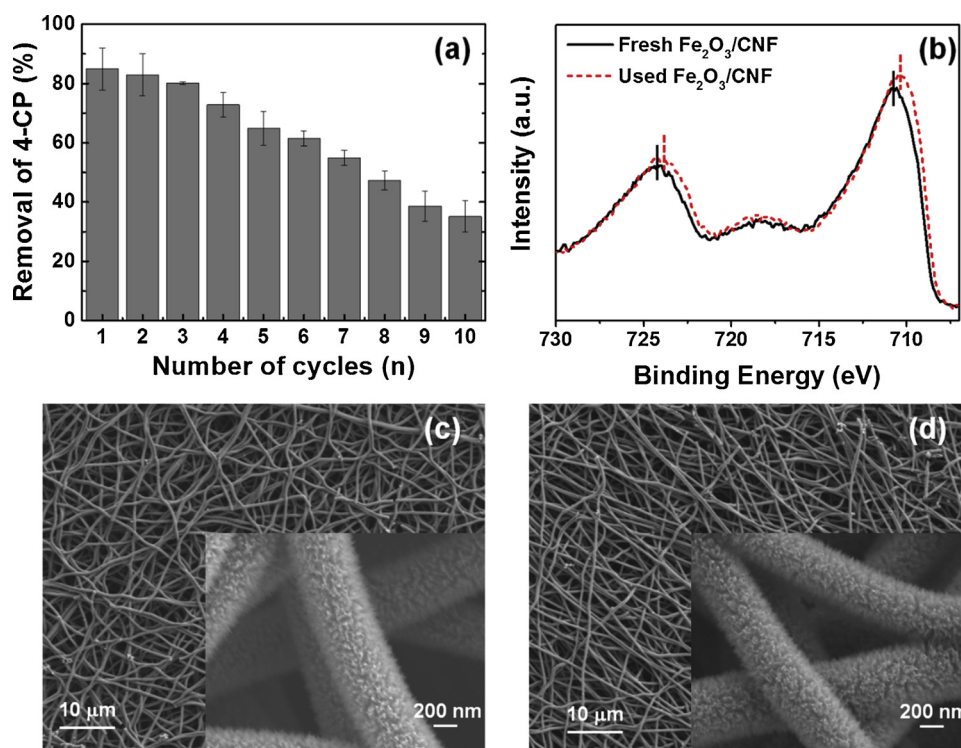 (a)
Removal of 4-CP (%)
100
80
60
40
20
0
1 2 3 4 5 6 7 8 9 10
Number of cycles (n)
(b)
Fresh Fe₂O₃/CNF
Used Fe₂O₃/CNF
Intensity (a.u.)
730 725 720 715 710
Binding Energy (eV)
(c)
10 μm
200 nm
(d)
10 μm
200 nm